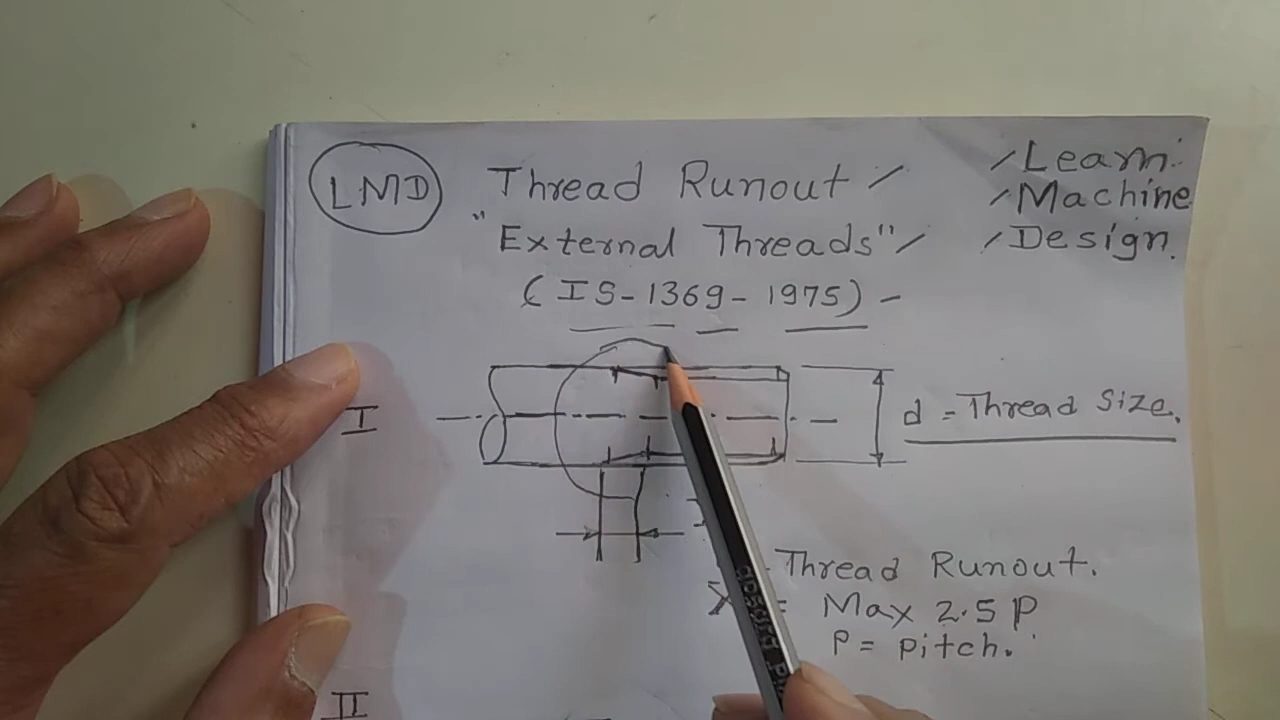 LMD
Thread Runout
"External Threads"
(IS-1369-1975)
Learn
Machine
Design.
I
d = Thread Size.
Thread Runout.
X = Max 2.5 P
P = Pitch.
II
apsara